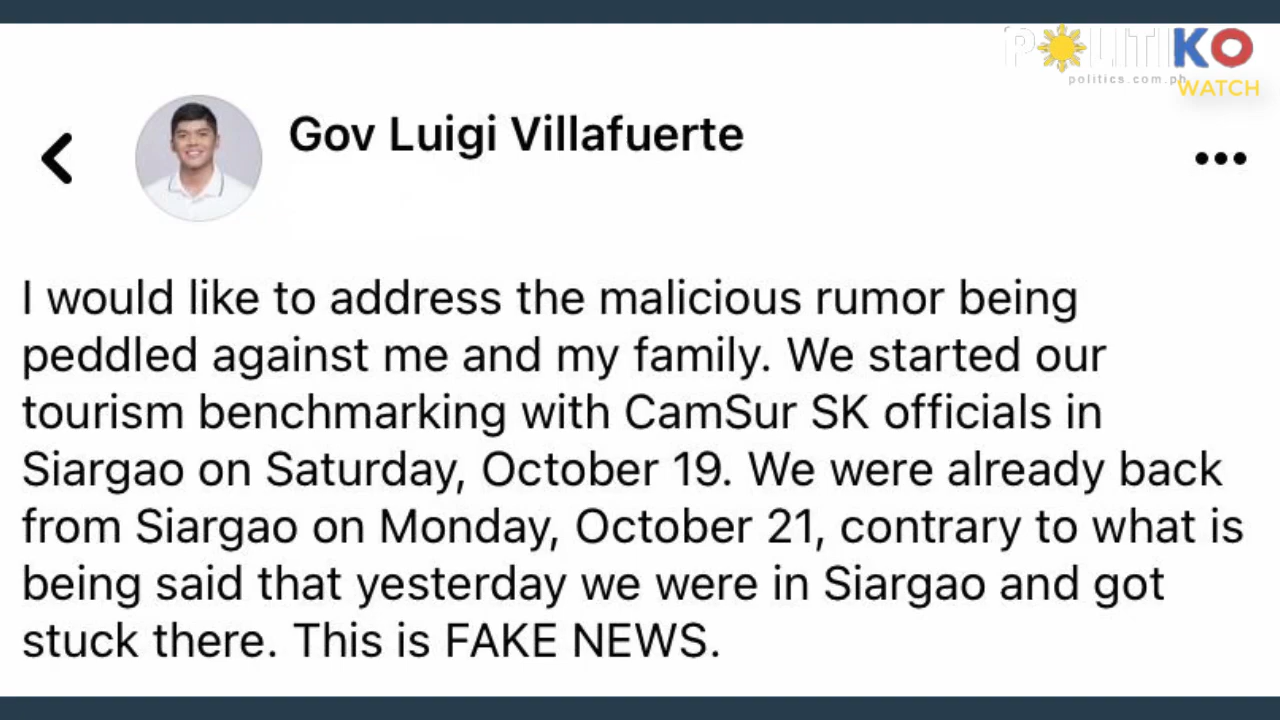 POLITIKO
politics.com.ph
WATCH
Gov Luigi Villafuerte
I would like to address the malicious rumor being
peddled against me and my family. We started our
tourism benchmarking with CamSur SK officials in
Siargao on Saturday, October 19. We were already back
from Siargao on Monday, October 21, contrary to what is
being said that yesterday we were in Siargao and got
stuck there. This is FAKE NEWS.